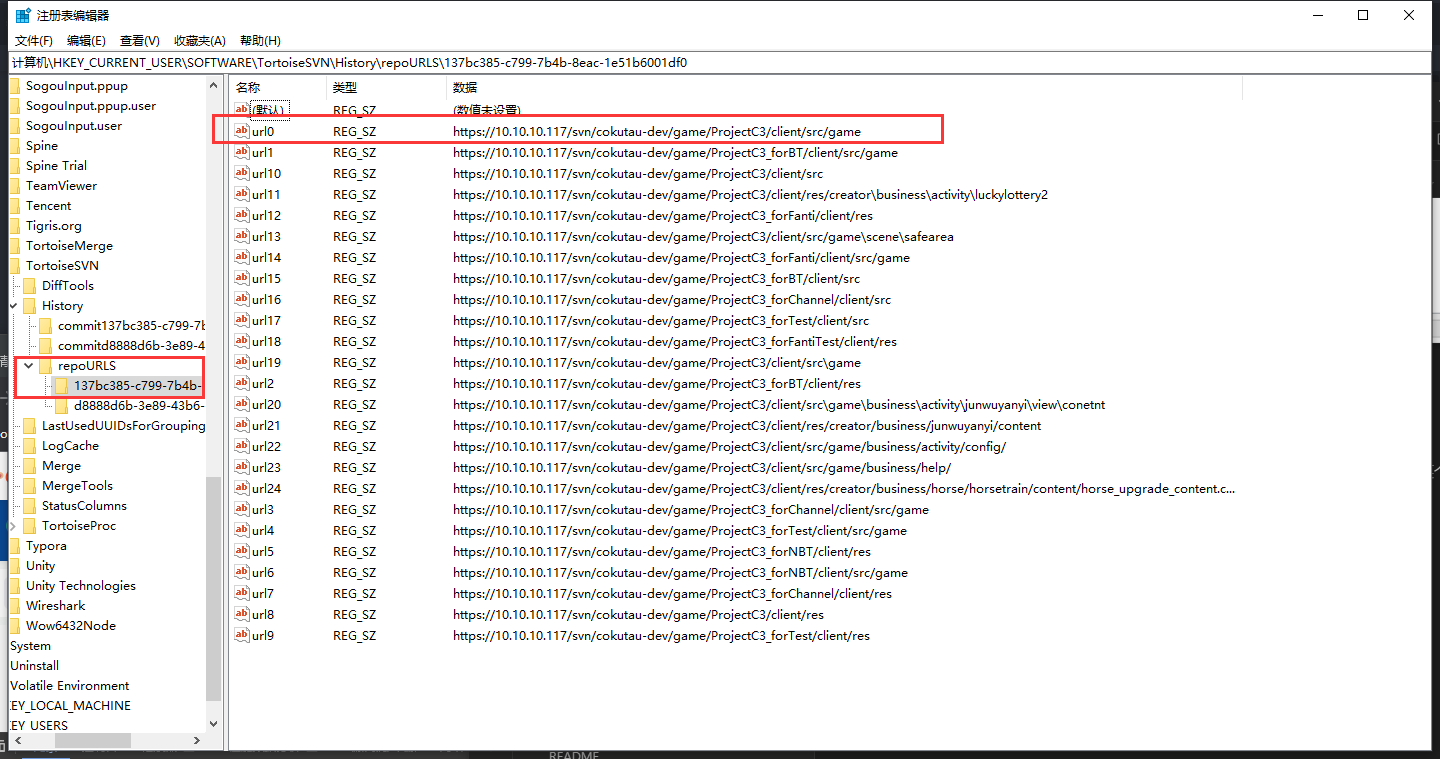 注册表编辑器
文件(F) 编辑(E) 查看(V) 收藏夹(A) 帮助(H)
计算机\HKEY_CURRENT_USER\SOFTWARE\TortoiseSVN\History\repoURLS\137bc385-c799-7b4b-8eac-1e51b6001df0
SogouInput.ppup
SogouInput.ppup.user
SogouInput.user
Spine
Spine Trial
TeamViewer
Tencent
Tigris.org
TortoiseMerge
TortoiseSVN
DiffTools
History
commit137bc385-c799-7b
commitd8888d6b-3e89-4
repoURLS
137bc385-c799-7b4b-
d8888d6b-3e89-43b6-
LastUsedUUIDsForGrouping
LogCache
Merge
MergeTools
StatusColumns
TortoiseProc
Typora
Unity
Unity Technologies
Wireshark
Wow6432Node
System
Uninstall
Volatile Environment
EY_LOCAL_MACHINE
EY_USERS
名称 类型 数据
(默认) REG_SZ (数值未设置)
url0 REG_SZ https://10.10.10.117/svn/cokutau-dev/game/ProjectC3/client/src/game
url1 REG_SZ https://10.10.10.117/svn/cokutau-dev/game/ProjectC3_forBT/client/src/game
url10 REG_SZ https://10.10.10.117/svn/cokutau-dev/game/ProjectC3/client/src
url11 REG_SZ https://10.10.10.117/svn/cokutau-dev/game/ProjectC3/client/res/creator\business\activity\luckylottery2
url12 REG_SZ https://10.10.10.117/svn/cokutau-dev/game/ProjectC3_forFanti/client/res
url13 REG_SZ https://10.10.10.117/svn/cokutau-dev/game/ProjectC3/client/src/game\scene\safearea
url14 REG_SZ https://10.10.10.117/svn/cokutau-dev/game/ProjectC3_forFanti/client/src/game
url15 REG_SZ https://10.10.10.117/svn/cokutau-dev/game/ProjectC3_forBT/client/src
url16 REG_SZ https://10.10.10.117/svn/cokutau-dev/game/ProjectC3_forChannel/client/src
url17 REG_SZ https://10.10.10.117/svn/cokutau-dev/game/ProjectC3_forTest/client/src
url18 REG_SZ https://10.10.10.117/svn/cokutau-dev/game/ProjectC3_forFantiTest/client/res
url19 REG_SZ https://10.10.10.117/svn/cokutau-dev/game/ProjectC3/client/src\game
url2 REG_SZ https://10.10.10.117/svn/cokutau-dev/game/ProjectC3_forBT/client/res
url20 REG_SZ https://10.10.10.117/svn/cokutau-dev/game/ProjectC3/client/src\game\business\activity\junwuyanyi\view\conetnt
url21 REG_SZ https://10.10.10.117/svn/cokutau-dev/game/ProjectC3/client/res/creator/business/junwuyanyi/content
url22 REG_SZ https://10.10.10.117/svn/cokutau-dev/game/ProjectC3/client/src/game/business/activity/config/
url23 REG_SZ https://10.10.10.117/svn/cokutau-dev/game/ProjectC3/client/src/game/business/help/
url24 REG_SZ https://10.10.10.117/svn/cokutau-dev/game/ProjectC3/client/res/creator/business/horse/horsetrain/content/horse_upgrade_content.c...
url3 REG_SZ https://10.10.10.117/svn/cokutau-dev/game/ProjectC3_forChannel/client/src/game
url4 REG_SZ https://10.10.10.117/svn/cokutau-dev/game/ProjectC3_forTest/client/src/game
url5 REG_SZ https://10.10.10.117/svn/cokutau-dev/game/ProjectC3_forNBT/client/res
url6 REG_SZ https://10.10.10.117/svn/cokutau-dev/game/ProjectC3_forNBT/client/src/game
url7 REG_SZ https://10.10.10.117/svn/cokutau-dev/game/ProjectC3_forChannel/client/res
url8 REG_SZ https://10.10.10.117/svn/cokutau-dev/game/ProjectC3/client/res
url9 REG_SZ https://10.10.10.117/svn/cokutau-dev/game/ProjectC3_forTest/client/res
README